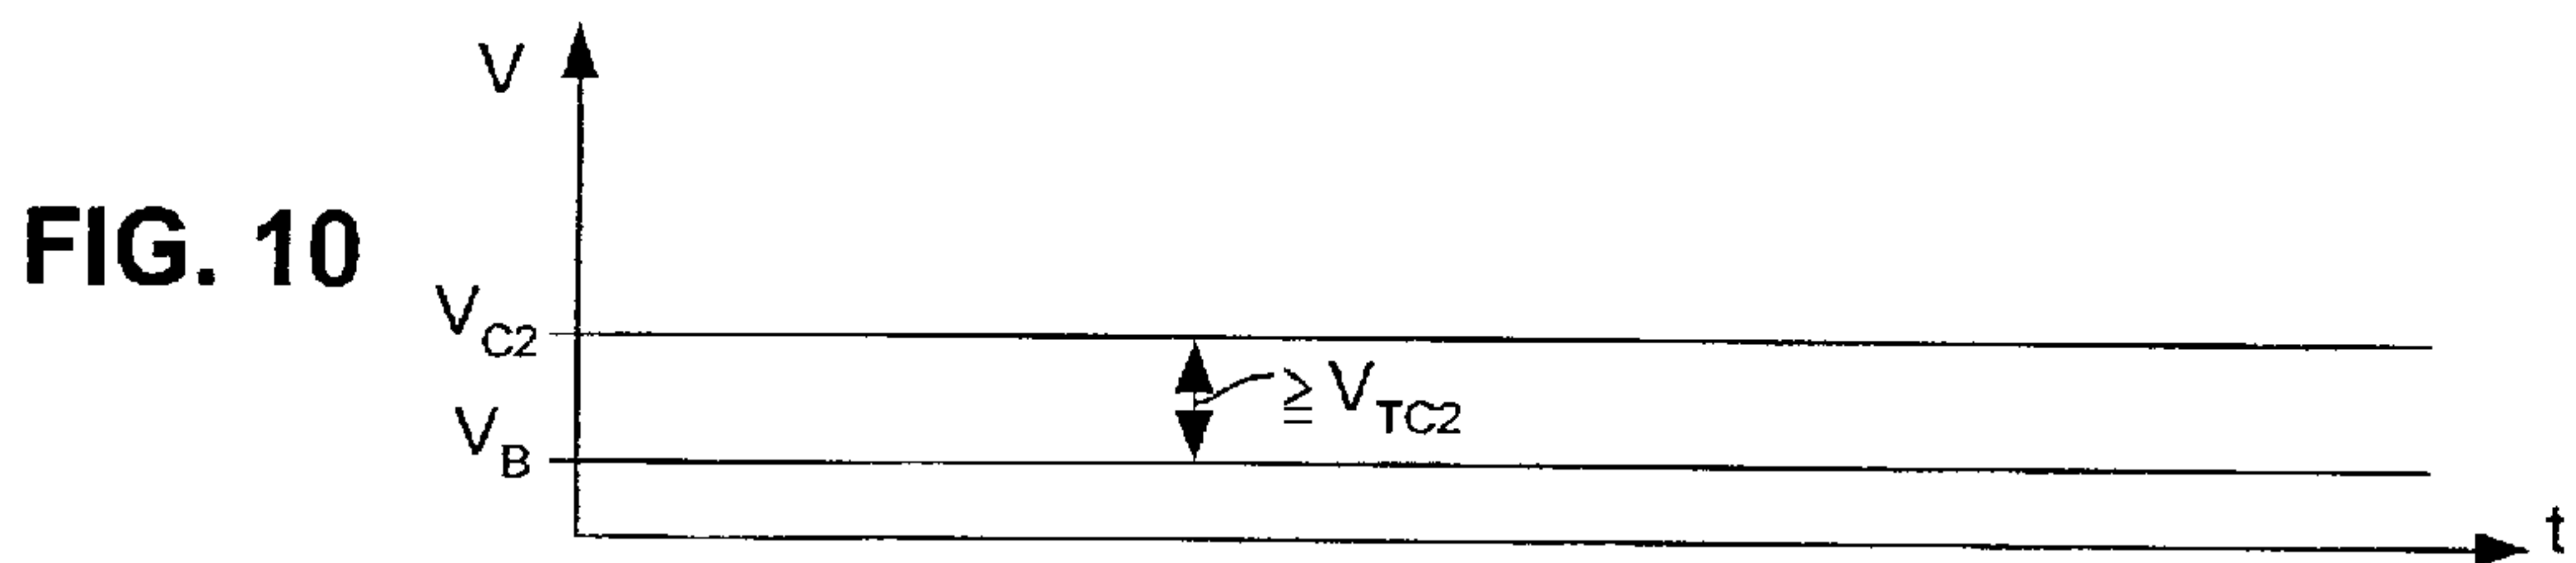 V
FIG. 10
V_C2
≧ V_TC2
V_B
t